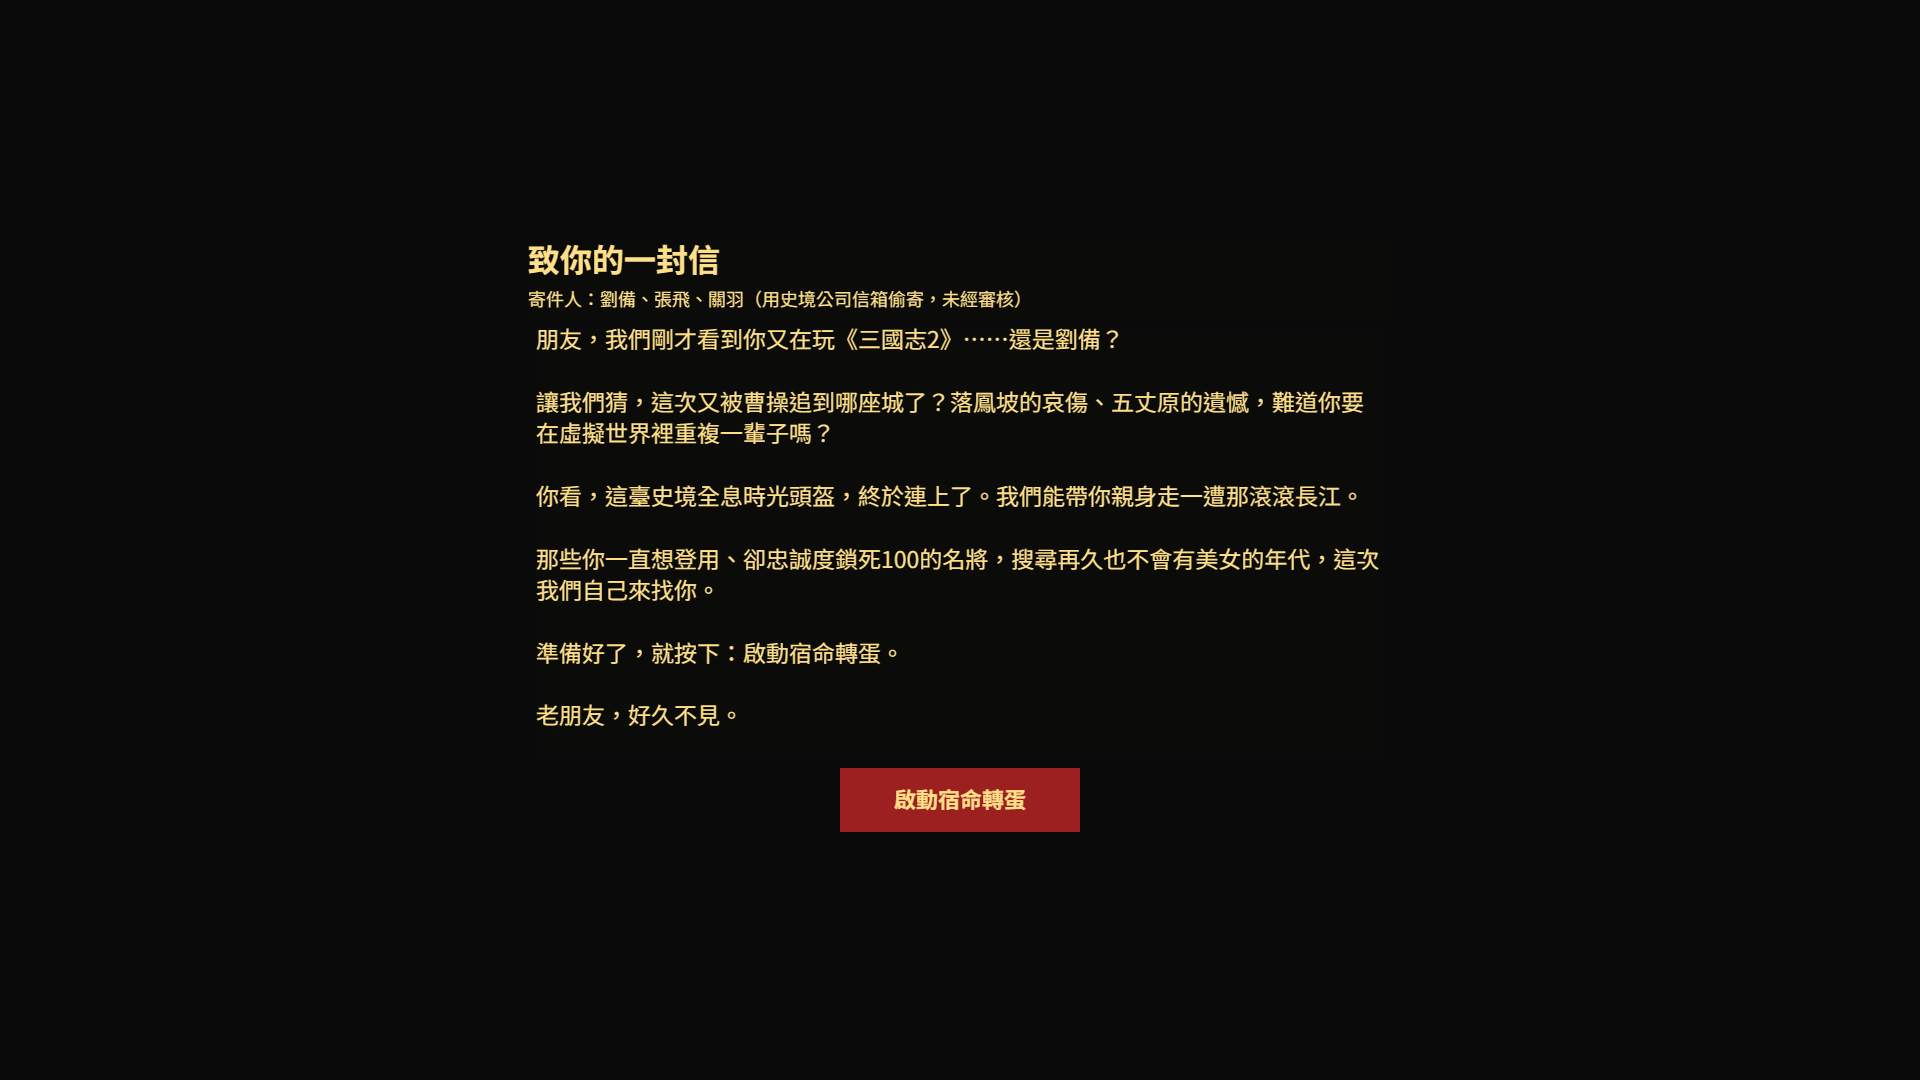 致你的一封信
寄件人：劉備、張飛、關羽（用史境公司信箱偷寄，未經審核）
朋友，我們剛才看到你又在玩《三國志2》……還是劉備？
讓我們猜，這次又被曹操追到哪座城了？落鳳坡的哀傷、五丈原的遺憾，難道你要
在虛擬世界裡重複一輩子嗎？
你看，這臺史境全息時光頭盔，終於連上了。我們能帶你親身走一遭那滾滾長江。
那些你一直想登用、卻忠誠度鎖死100的名將，搜尋再久也不會有美女的年代，這次
我們自己來找你。
準備好了，就按下：啟動宿命轉蛋。
老朋友，好久不見。
啟動宿命轉蛋